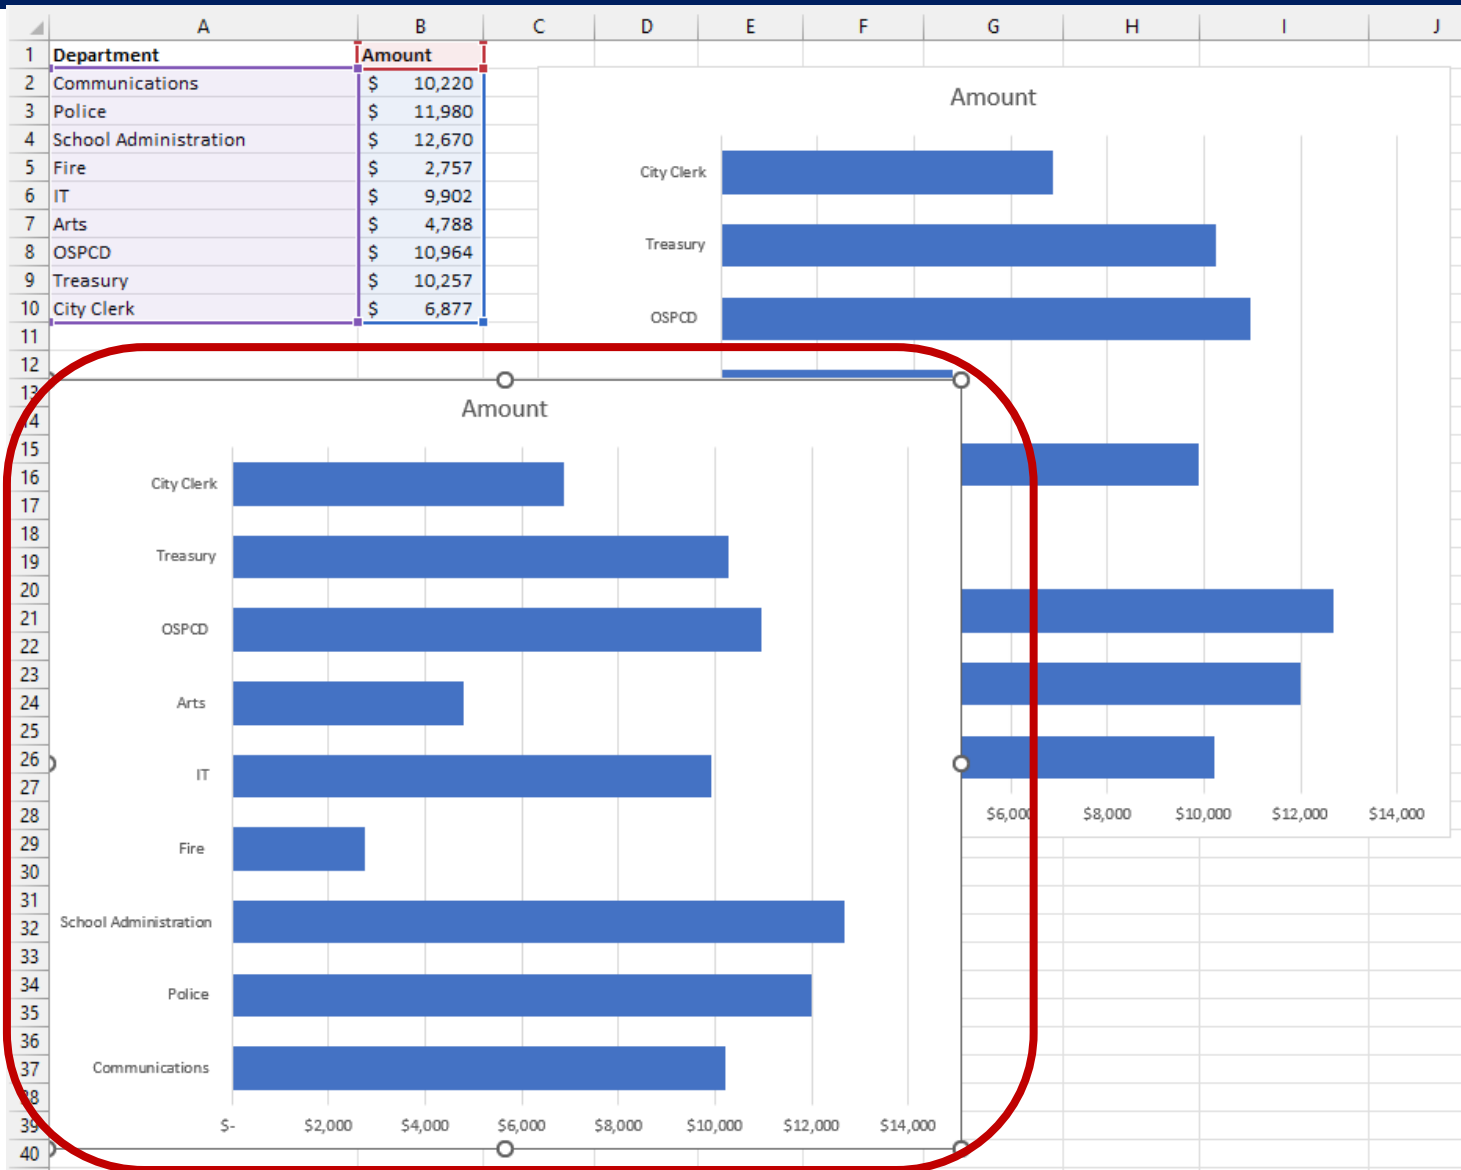 A B C D E F G H I J
1 Department Amount
2 Communications $ 10,220
3 Police $ 11,980
4 School Administration $ 12,670
5 Fire $ 2,757
6 IT $ 9,902
7 Arts $ 4,788
8 OSPCD $ 10,964
9 Treasury $ 10,257
10 City Clerk $ 6,877
11
12
13
14
15
16
17
18
19
20
21
22
23
24
25
26
27
28
29
30
31
32
33
34
35
36
37
38
39
40
Amount
City Clerk
Treasury
OSPCD
$6,000 $8,000 $10,000 $12,000 $14,000
Amount
City Clerk
Treasury
OSPCD
Arts
IT
Fire
School Administration
Police
Communications
$- $2,000 $4,000 $6,000 $8,000 $10,000 $12,000 $14,000